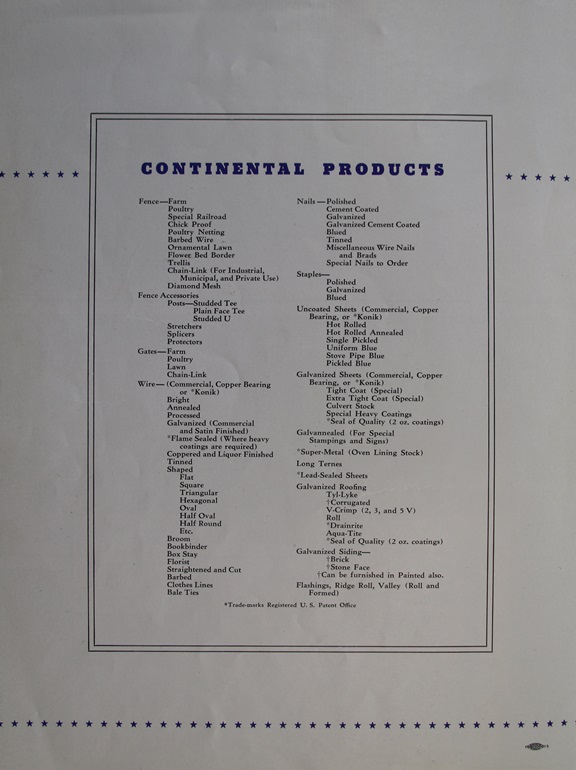 CONTINENTAL PRODUCTS
Fence—Farm
Poultry
Special Railroad
Chick Proof
Poultry Netting
Barbed Wire
Ornamental Lawn
Flower Bed Border
Trellis
Chain-Link (For Industrial,
Municipal, and Private Use)
Diamond Mesh
Fence Accessories
Posts—Studded Tee
Plain Face Tee
Studded U
Stretchers
Splicers
Protectors
Gates—Farm
Poultry
Lawn
Chain-Link
Wire—(Commercial, Copper Bearing
or *Konik)
Bright
Annealed
Processed
Galvanized (Commercial
and Satin Finished)
*Flame Sealed (Where heavy
coatings are required)
Coppered and Liquor Finished
Tinned
Shaped
Flat
Square
Triangular
Hexagonal
Oval
Half Oval
Half Round
Etc.
Broom
Bookbinder
Box Stay
Florist
Straightened and Cut
Barbed
Clothes Lines
Bale Ties
Nails—Polished
Cement Coated
Galvanized
Galvanized Cement Coated
Blued
Tinned
Miscellaneous Wire Nails
and Brads
Special Nails to Order
Staples—
Polished
Galvanized
Blued
Uncoated Sheets (Commercial, Copper
Bearing, or *Konik)
Hot Rolled
Hot Rolled Annealed
Single Pickled
Uniform Blue
Stove Pipe Blue
Pickled Blue
Galvanized Sheets (Commercial, Copper
Bearing, or *Konik)
Tight Coat (Special)
Extra Tight Coat (Special)
Culvert Stock
Special Heavy Coatings
*Seal of Quality (2 oz. coatings)
Galvannealed (For Special
Stampings and Signs)
*Super-Metal (Oven Lining Stock)
Long Ternes
*Lead-Sealed Sheets
Galvanized Roofing
Tyl-Lyke
†Corrugated
V-Crimp (2, 3, and 5 V)
Roll
*Drainrite
Aqua-Tite
*Seal of Quality (2 oz. coatings)
Galvanized Siding—
†Brick
†Stone Face
†Can be furnished in Painted also.
Flashings, Ridge Roll, Valley (Roll and
Formed)
*Trade-marks Registered U. S. Patent Office